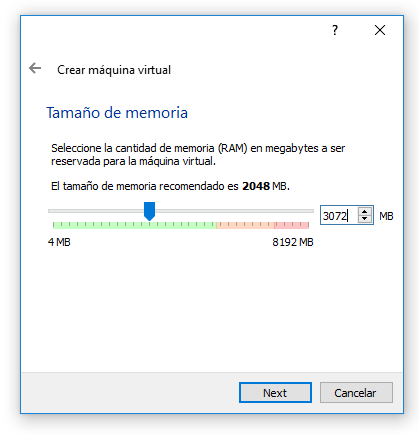 ?
Crear máquina virtual
Tamaño de memoria
Seleccione la cantidad de memoria (RAM) en megabytes a ser
reservada para la máquina virtual.
El tamaño de memoria recomendado es 2048 MB.
3072 MB
4 MB 8192 MB
Next Cancelar